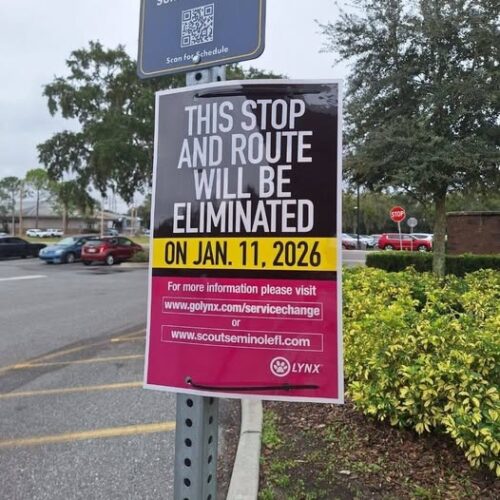 Scan for Schedule
THIS STOP
AND ROUTE
WILL BE
ELIMINATED
ON JAN. 11, 2026
For more information please visit
www.golynx.com/servicechange
or
www.scoutseminolefl.com
LYNX
STOP